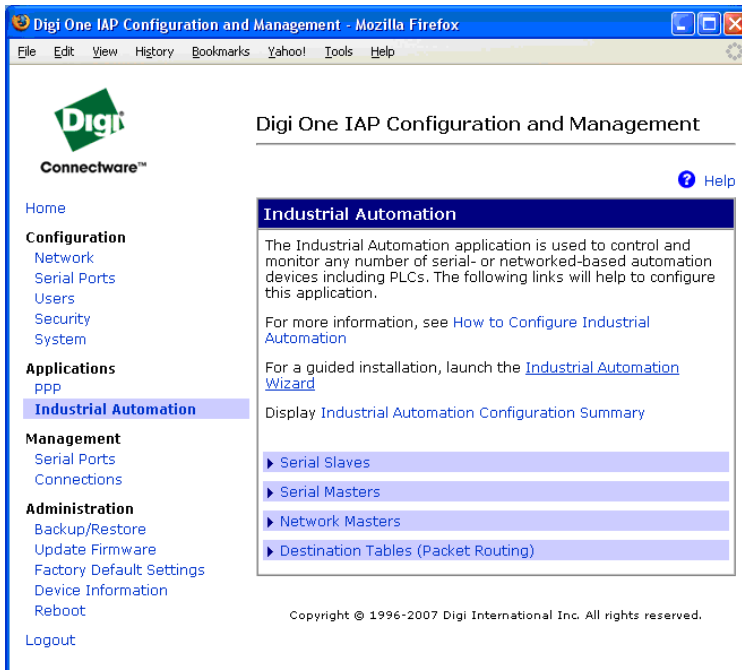 Digi One IAP Configuration and Management - Mozilla Firefox
File Edit View History Bookmarks Yahoo! Tools Help
Digi
Connectware™
Digi One IAP Configuration and Management
Help
Home
Configuration
Network
Serial Ports
Users
Security
System
Applications
PPP
Industrial Automation
Management
Serial Ports
Connections
Administration
Backup/Restore
Update Firmware
Factory Default Settings
Device Information
Reboot
Logout
Industrial Automation
The Industrial Automation application is used to control and
monitor any number of serial- or networked-based automation
devices including PLCs. The following links will help to configure
this application.
For more information, see How to Configure Industrial
Automation
For a guided installation, launch the Industrial Automation
Wizard
Display Industrial Automation Configuration Summary
Serial Slaves
Serial Masters
Network Masters
Destination Tables (Packet Routing)
Copyright © 1996-2007 Digi International Inc. All rights reserved.